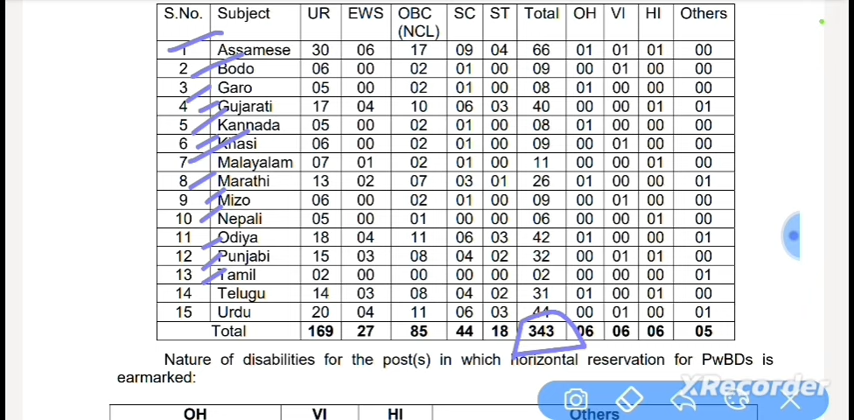 S.No. Subject UR EWS OBC (NCL) SC ST Total OH VI HI Others
1 Assamese 30 06 17 09 04 66 01 01 01 00
2 Bodo 06 00 02 01 00 09 00 01 00 00
3 Garo 05 00 02 01 00 08 01 00 00 00
4 Gujarati 17 04 10 06 03 40 00 00 01 01
5 Kannada 05 00 02 01 00 08 01 00 00 00
6 Khasi 06 00 02 01 00 09 00 01 00 00
7 Malayalam 07 01 02 01 00 11 00 00 01 00
8 Marathi 13 02 07 03 01 26 01 00 00 01
9 Mizo 06 00 02 01 00 09 00 01 00 00
10 Nepali 05 00 01 00 00 06 00 00 01 00
11 Odiya 18 04 11 06 03 42 01 00 00 01
12 Punjabi 15 03 08 04 02 32 00 01 01 00
13 Tamil 02 00 00 00 00 02 00 00 00 01
14 Telugu 14 03 08 04 02 31 01 00 01 00
15 Urdu 20 04 11 06 03 44 00 01 00 01
Total 169 27 85 44 18 343 06 06 06 05
Nature of disabilities for the post(s) in which horizontal reservation for PwBDs is
earmarked:
OH VI HI Others
XRecorder